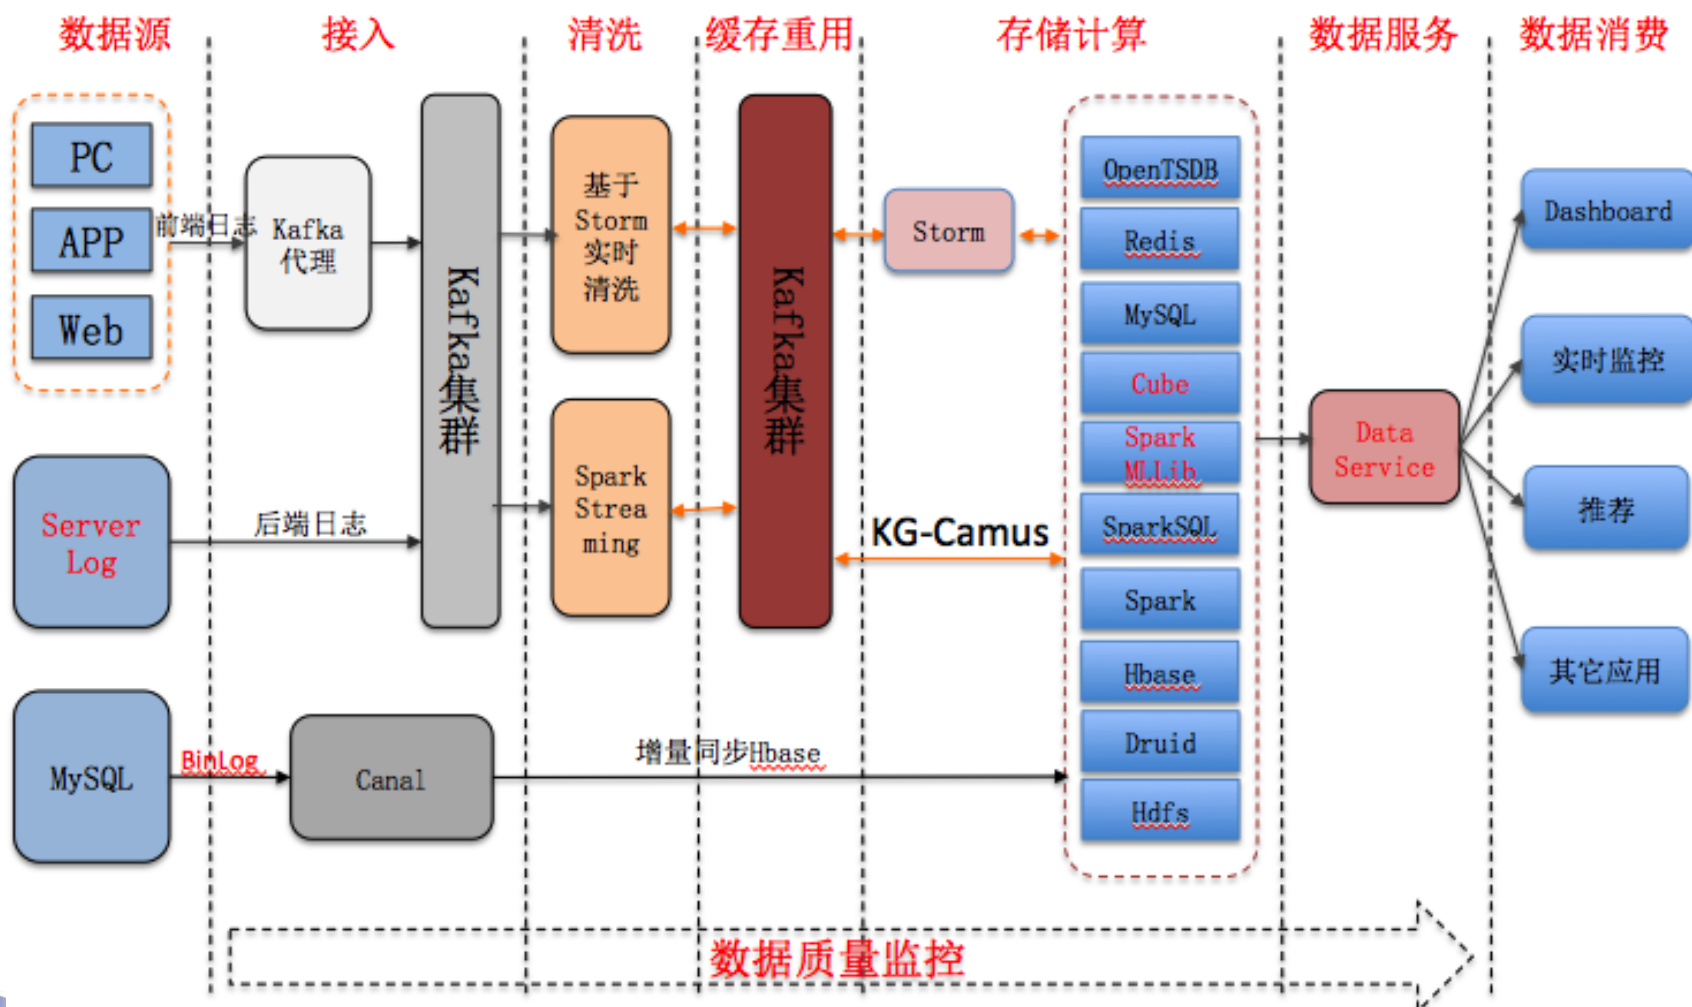 数据源
接入
清洗
缓存重用
存储计算
数据服务
数据消费
PC
APP
Web
前端日志
Kafka
代理
Kafka集群
基于
Storm
实时
清洗
Kafka集群
Storm
OpenTSDB
Redis
MySQL
Cube
Spark
MLLib
SparkSQL
Spark
Hbase
Druid
Hdfs
Data
Service
Dashboard
实时监控
推荐
其它应用
Server
Log
后端日志
Spark
Strea
ming
KG-Camus
MySQL
BinLog
Canal
增量同步Hbase
数据质量监控